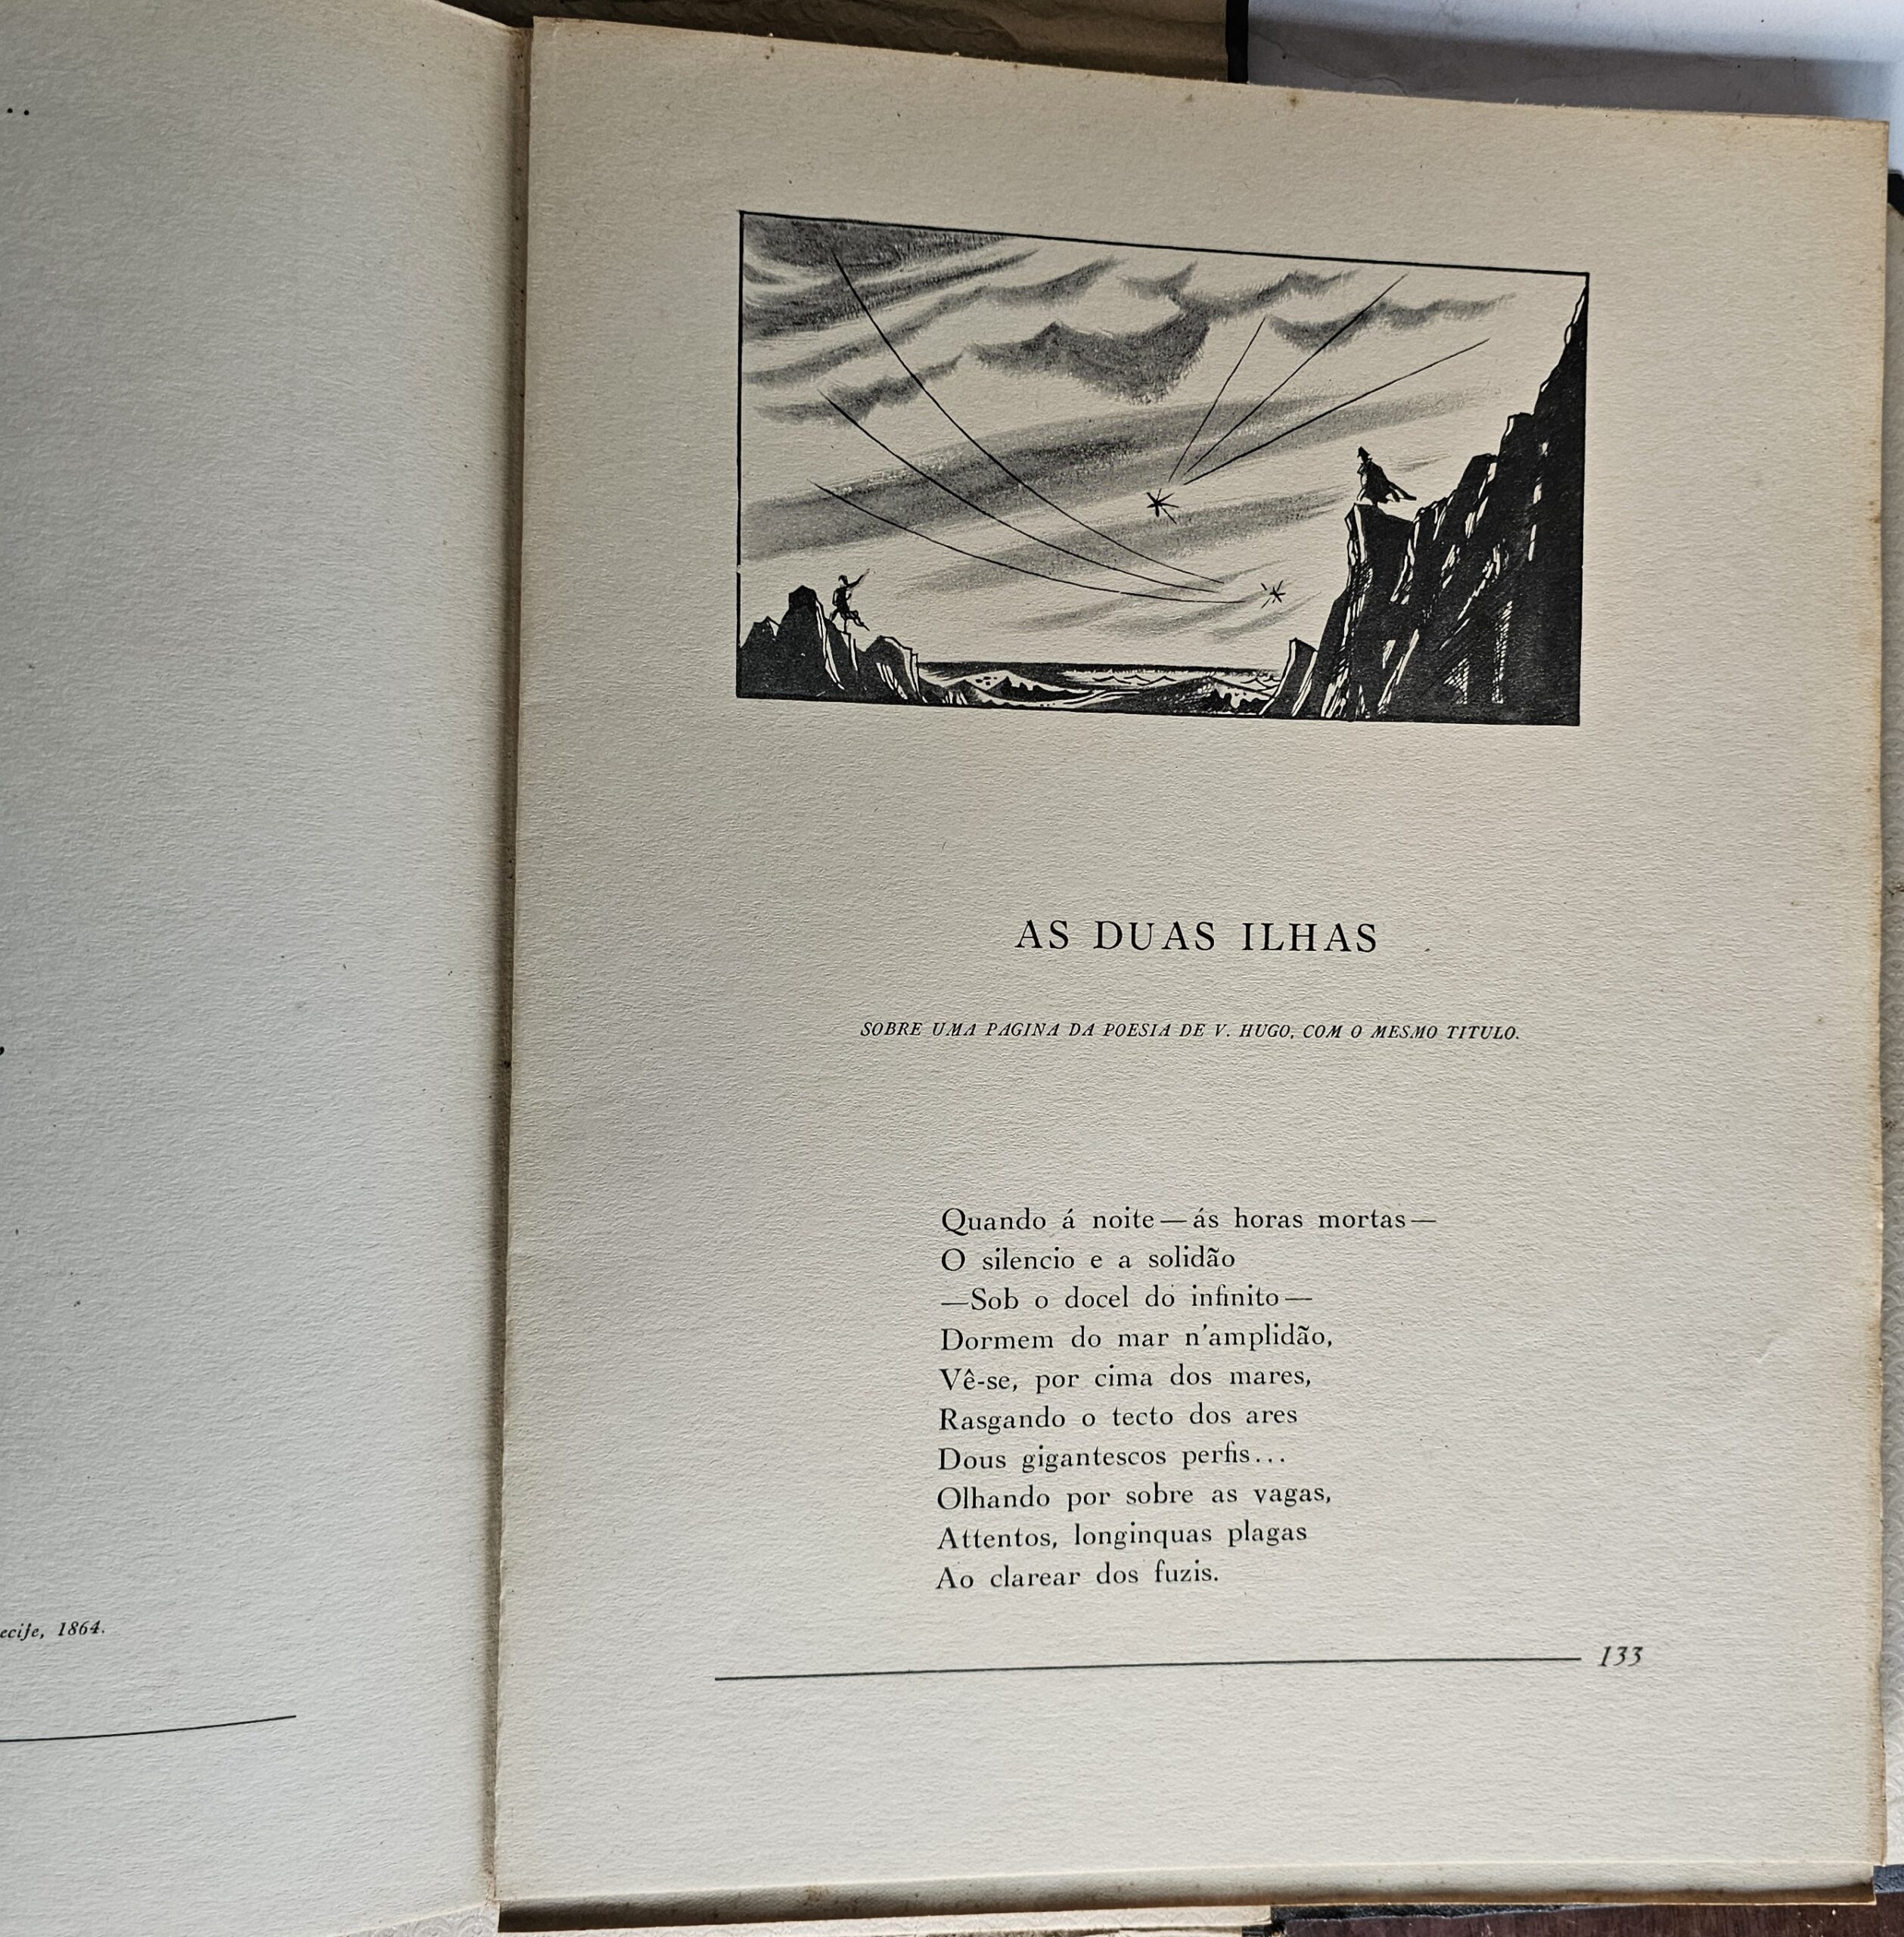 ecife, 1864.
AS DUAS ILHAS
SOBRE UMA PAGINA DA POESIA DE V. HUGO, COM O MESMO TITULO.
Quando á noite — ás horas mortas —
O silencio e a solidão
—Sob o docel do infinito —
Dormem do mar n'amplidão,
Vê-se, por cima dos mares,
Rasgando o tecto dos ares
Dous gigantescos perfis...
Olhando por sobre as vagas,
Attentos, longinquas plagas
Ao clarear dos fuzis.
133